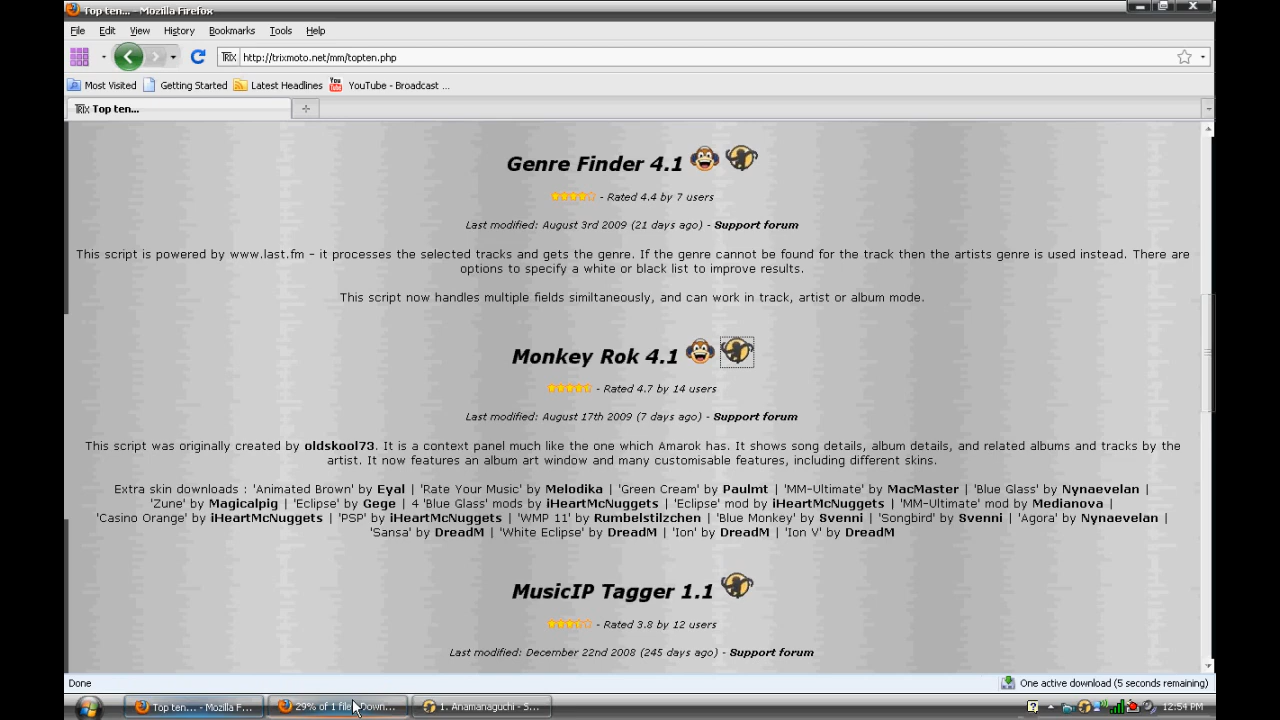 Top ten... - Mozilla Firefox
File Edit View History Bookmarks Tools Help
TRIX http://trixmoto.net/mm/topten.php
Most Visited Getting Started Latest Headlines You Tube YouTube - Broadcast ...
TRIX Top ten...
Genre Finder 4.1
- Rated 4.4 by 7 users
Last modified: August 3rd 2009 (21 days ago) - Support forum
This script is powered by www.last.fm - it processes the selected tracks and gets the genre. If the genre cannot be found for the track then the artists genre is used instead. There are
options to specify a white or black list to improve results.
This script now handles multiple fields similtaneously, and can work in track, artist or album mode.
Monkey Rok 4.1
- Rated 4.7 by 14 users
Last modified: August 17th 2009 (7 days ago) - Support forum
This script was originally created by oldskool73. It is a context panel much like the one which Amarok has. It shows song details, album details, and related albums and tracks by the
artist. It now features an album art window and many customisable features, including different skins.
Extra skin downloads : 'Animated Brown' by Eyal | 'Rate Your Music' by Melodika | 'Green Cream' by Paulmt | 'MM-Ultimate' by MacMaster | 'Blue Glass' by Nynaevelan |
'Zune' by Magicalpig | 'Eclipse' by Gege | 4 'Blue Glass' mods by iHeartMcNuggets | 'Eclipse' mod by iHeartMcNuggets | 'MM-Ultimate' mod by Medianova |
'Casino Orange' by iHeartMcNuggets | 'PSP' by iHeartMcNuggets | 'WMP 11' by Rumbelstilzchen | 'Blue Monkey' by Svenni | 'Songbird' by Svenni | 'Agora' by Nynaevelan |
'Sansa' by DreadM | 'White Eclipse' by DreadM | 'Ion' by DreadM | 'Ion V' by DreadM
MusicIP Tagger 1.1
- Rated 3.8 by 12 users
Last modified: December 22nd 2008 (245 days ago) - Support forum
Done One active download (5 seconds remaining)
Top ten... - Mozilla F... 29% of 1 file Down... 1. Anamanaguchi - S... 12:54 PM